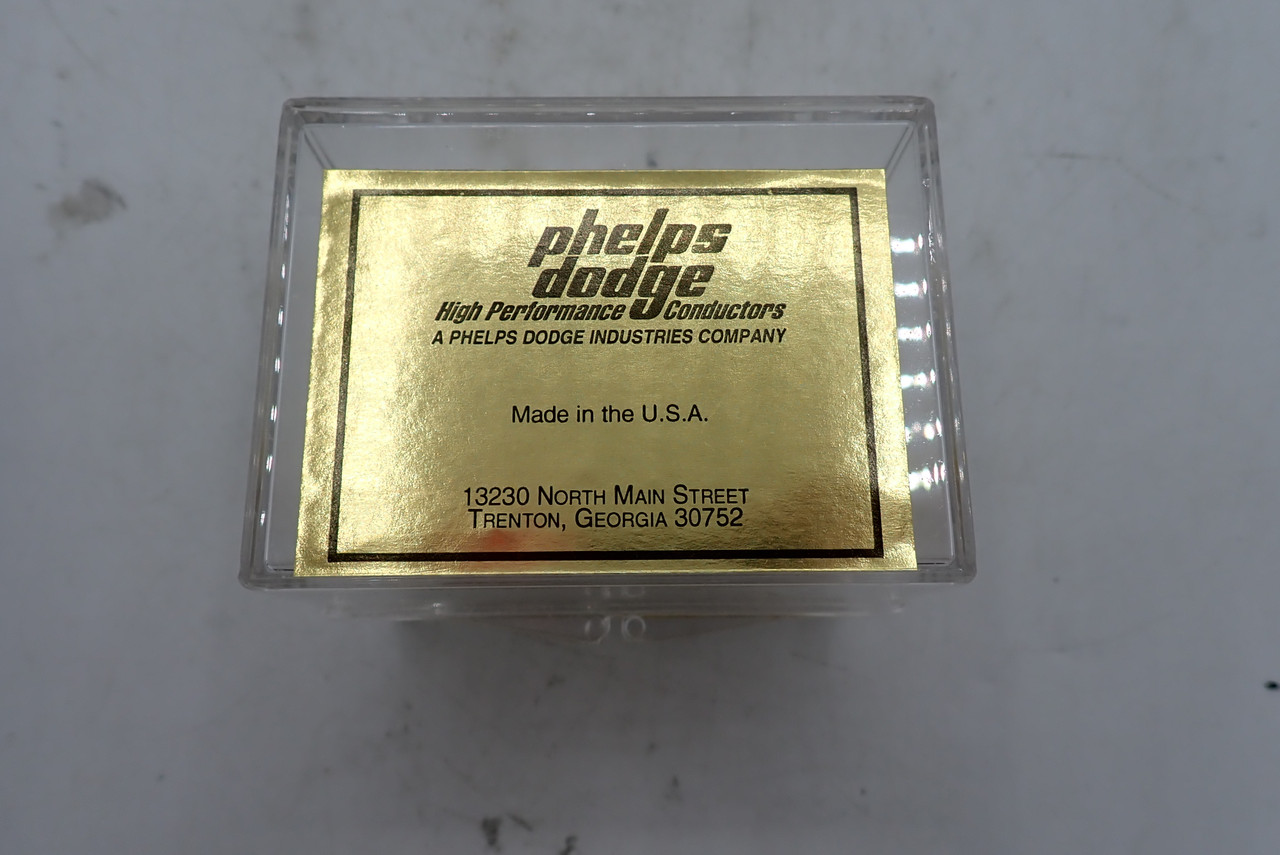 phelps
dodge
High Performance Conductors
A PHELPS DODGE INDUSTRIES COMPANY
Made in the U.S.A.
13230 NORTH MAIN STREET
TRENTON, GEORGIA 30752